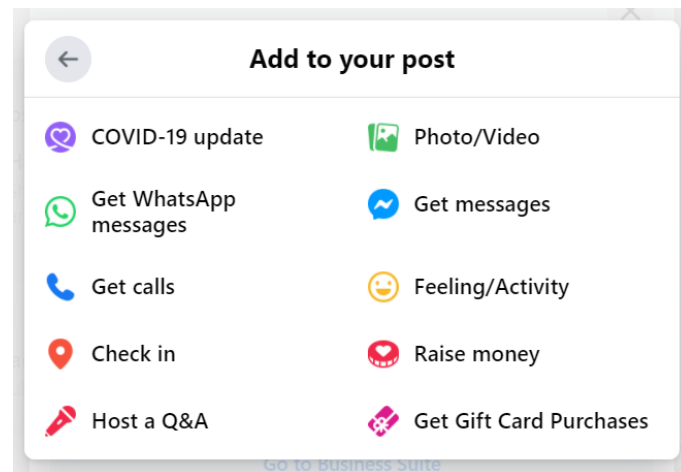 Add to your post
COVID-19 update
Photo/Video
Get WhatsApp
messages
Get messages
Get calls
Feeling/Activity
Check in
Raise money
Host a Q&A
Get Gift Card Purchases
Go to Business Suite